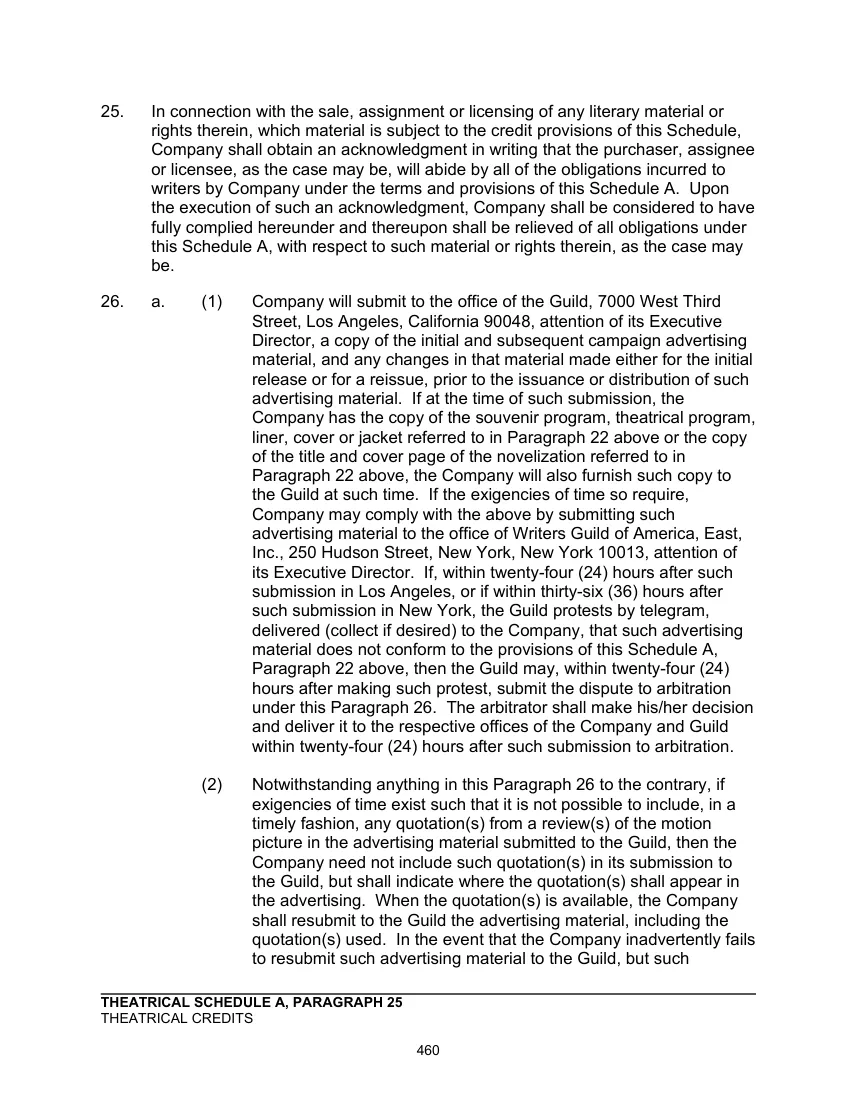 25. In connection with the sale, assignment or licensing of any literary material or
rights therein, which material is subject to the credit provisions of this Schedule,
Company shall obtain an acknowledgment in writing that the purchaser, assignee
or licensee, as the case may be, will abide by all of the obligations incurred to
writers by Company under the terms and provisions of this Schedule A. Upon
the execution of such an acknowledgment, Company shall be considered to have
fully complied hereunder and thereupon shall be relieved of all obligations under
this Schedule A, with respect to such material or rights therein, as the case may
be.
26. a. (1) Company will submit to the office of the Guild, 7000 West Third
Street, Los Angeles, California 90048, attention of its Executive
Director, a copy of the initial and subsequent campaign advertising
material, and any changes in that material made either for the initial
release or for a reissue, prior to the issuance or distribution of such
advertising material. If at the time of such submission, the
Company has the copy of the souvenir program, theatrical program,
liner, cover or jacket referred to in Paragraph 22 above or the copy
of the title and cover page of the novelization referred to in
Paragraph 22 above, the Company will also furnish such copy to
the Guild at such time. If the exigencies of time so require,
Company may comply with the above by submitting such
advertising material to the office of Writers Guild of America, East,
Inc., 250 Hudson Street, New York, New York 10013, attention of
its Executive Director. If, within twenty-four (24) hours after such
submission in Los Angeles, or if within thirty-six (36) hours after
such submission in New York, the Guild protests by telegram,
delivered (collect if desired) to the Company, that such advertising
material does not conform to the provisions of this Schedule A,
Paragraph 22 above, then the Guild may, within twenty-four (24)
hours after making such protest, submit the dispute to arbitration
under this Paragraph 26. The arbitrator shall make his/her decision
and deliver it to the respective offices of the Company and Guild
within twenty-four (24) hours after such submission to arbitration.
(2) Notwithstanding anything in this Paragraph 26 to the contrary, if
exigencies of time exist such that it is not possible to include, in a
timely fashion, any quotation(s) from a review(s) of the motion
picture in the advertising material submitted to the Guild, then the
Company need not include such quotation(s) in its submission to
the Guild, but shall indicate where the quotation(s) shall appear in
the advertising. When the quotation(s) is available, the Company
shall resubmit to the Guild the advertising material, including the
quotation(s) used. In the event that the Company inadvertently fails
to resubmit such advertising material to the Guild, but such
THEATRICAL SCHEDULE A, PARAGRAPH 25
THEATRICAL CREDITS
460